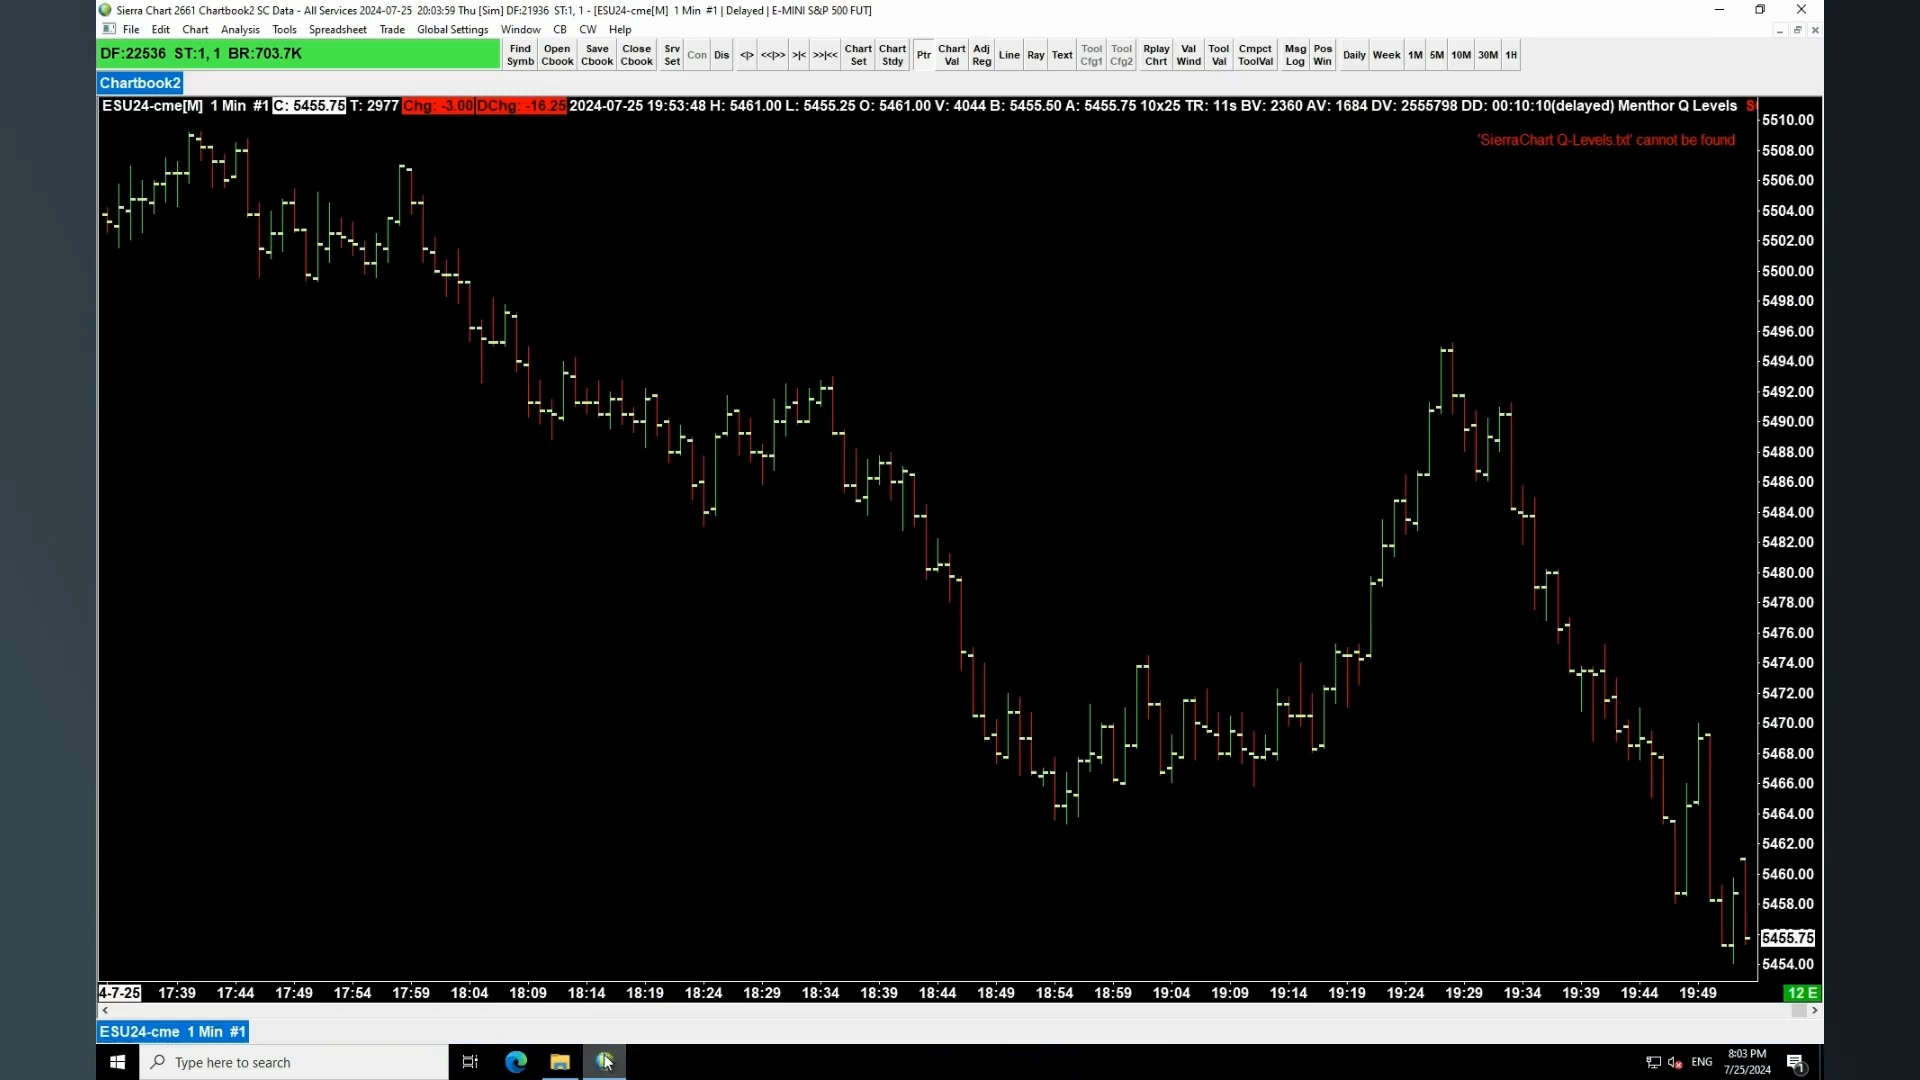 Sierra Chart 2661 Chartbook2 SC Data - All Services 2024-07-25 20:03:59 Thu [Sim] DF:21936 ST:1, 1 - [ESU24-cme[M] 1 Min #1 | Delayed | E-MINI S&P 500 FUT]
File Edit Chart Analysis Tools Spreadsheet Trade Global Settings Window CB CW Help
DF:22536 ST:1, 1 BR:703.7K
Find Symb Open Cbook Save Cbook Close Cbook Srv Set Con Dis <|> <<|>> >|< >>|<< Chart Set Chart Stdy Ptr Chart Val Adj Reg Line Ray Text Tool Cfg1 Tool Cfg2 Rplay Chrt Val Wind Tool Val Cmpct ToolVal Msg Log Pos Win Daily Week 1M 5M 10M 30M 1H
Chartbook2
ESU24-cme[M] 1 Min #1 C: 5455.75 T: 2977 Chg: -3.00 DChg: -16.25 2024-07-25 19:53:48 H: 5461.00 L: 5455.25 O: 5461.00 V: 4044 B: 5455.50 A: 5455.75 10x25 TR: 11s BV: 2360 AV: 1684 DV: 2555798 DD: 00:10:10(delayed) Menthor Q Levels
'SierraChart Q-Levels.txt' cannot be found
5510.00
5508.00
5506.00
5504.00
5502.00
5500.00
5498.00
5496.00
5494.00
5492.00
5490.00
5488.00
5486.00
5484.00
5482.00
5480.00
5478.00
5476.00
5474.00
5472.00
5470.00
5468.00
5466.00
5464.00
5462.00
5460.00
5458.00
5455.75
5454.00
4-7-25 17:39 17:44 17:49 17:54 17:59 18:04 18:09 18:14 18:19 18:24 18:29 18:34 18:39 18:44 18:49 18:54 18:59 19:04 19:09 19:14 19:19 19:24 19:29 19:34 19:39 19:44 19:49 12 E
ESU24-cme 1 Min #1
Type here to search
ENG
8:03 PM
7/25/2024
1